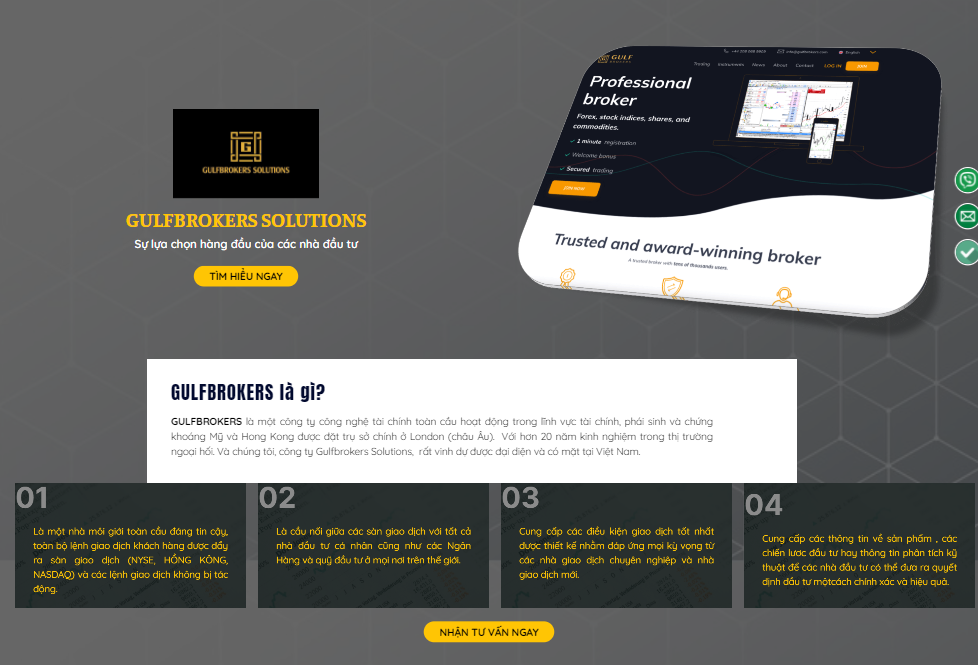 GULF
BROKERS
+44 208 068 8609
info@gulfbrokers.com
English
Trading Instruments News About Contact LOG IN
Professional
broker
Forex, stock indices, shares, and
commodities.
1 minute registration
Welcome bonus
Secured trading
Trusted and award-winning broker
A trusted broker with tens of thousands users.
G
GULFBROKERS SOLUTIONS
GULFBROKERS SOLUTIONS
Sự lựa chọn hàng đầu của các nhà đầu tư
TÌM HIỂU NGAY
GULFBROKERS là gì?
GULFBROKERS là một công ty công nghệ tài chính toàn cầu hoạt động trong lĩnh vực tài chính, phái sinh và chứng
khoáng Mỹ và Hong Kong được đặt trụ sở chính ở London (châu Âu). Với hơn 20 năm kinh nghiệm trong thị trường
ngoại hối. Và chúng tôi, công ty Gulfbrokers Solutions, rất vinh dự được đại diện và có mặt tại Việt Nam.
01
Là một nhà môi giới toàn cầu đáng tin cậy,
toàn bộ lệnh giao dịch khách hàng được đẩy
ra sàn giao dịch (NYSE, HỒNG KÔNG,
NASDAQ) và các lệnh giao dịch không bị tác
động.
02
Là cầu nối giữa các sàn giao dịch với tất cả
nhà đầu tư cá nhân cũng như các Ngân
Hàng và quỹ đầu tư ở mọi nơi trên thế giới.
03
Cung cấp các điều kiện giao dịch tốt nhất
được thiết kế nhằm đáp ứng mọi kỳ vọng từ
các nhà giao dịch chuyên nghiệp và nhà
giao dịch mới.
04
Cung cấp các thông tin về sản phẩm , các
chiến lược đầu tư hay thông tin phân tích kỹ
thuật để các nhà đầu tư có thể đưa ra quyết
định đầu tư mộtcách chính xác và hiệu quả.
NHẬN TƯ VẤN NGAY